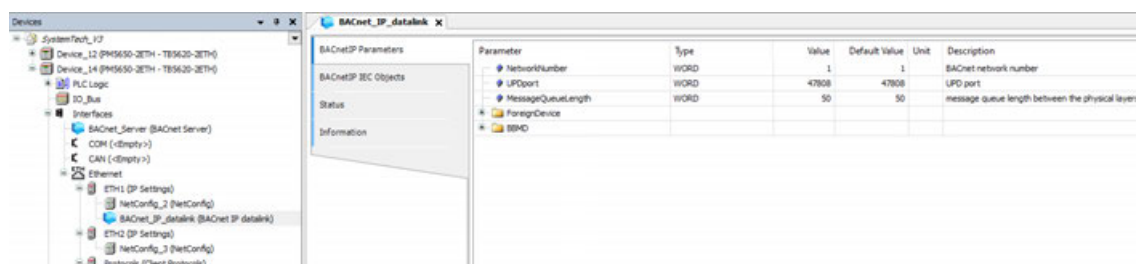 Devices
SystemTech_V3
Device_12 (PM5650-2ETH - TB5620-2ETH)
Device_14 (PM5650-2ETH - TB5620-2ETH)
PLC Logic
IO_Bus
Interfaces
BACnet_Server (BACnet Server)
COM (<Empty>)
CAN (<Empty>)
Ethernet
ETH1 (IP Settings)
NetConfig_2 (NetConfig)
BACnet_IP_datalink (BACnet IP datalink)
ETH2 (IP Settings)
NetConfig_3 (NetConfig)
Protocols (Client Protocols)
BACnet_IP_datalink X
BACnetIP Parameters
BACnetIP IEC Objects
Status
Information
Parameter Type Value Default Value Unit Description
NetworkNumber WORD 1 1 BACnet network number
UPDport WORD 47808 47808 UPD port
MessageQueueLength WORD 50 50 message queue length between the physical layers
ForeignDevice
BBMD